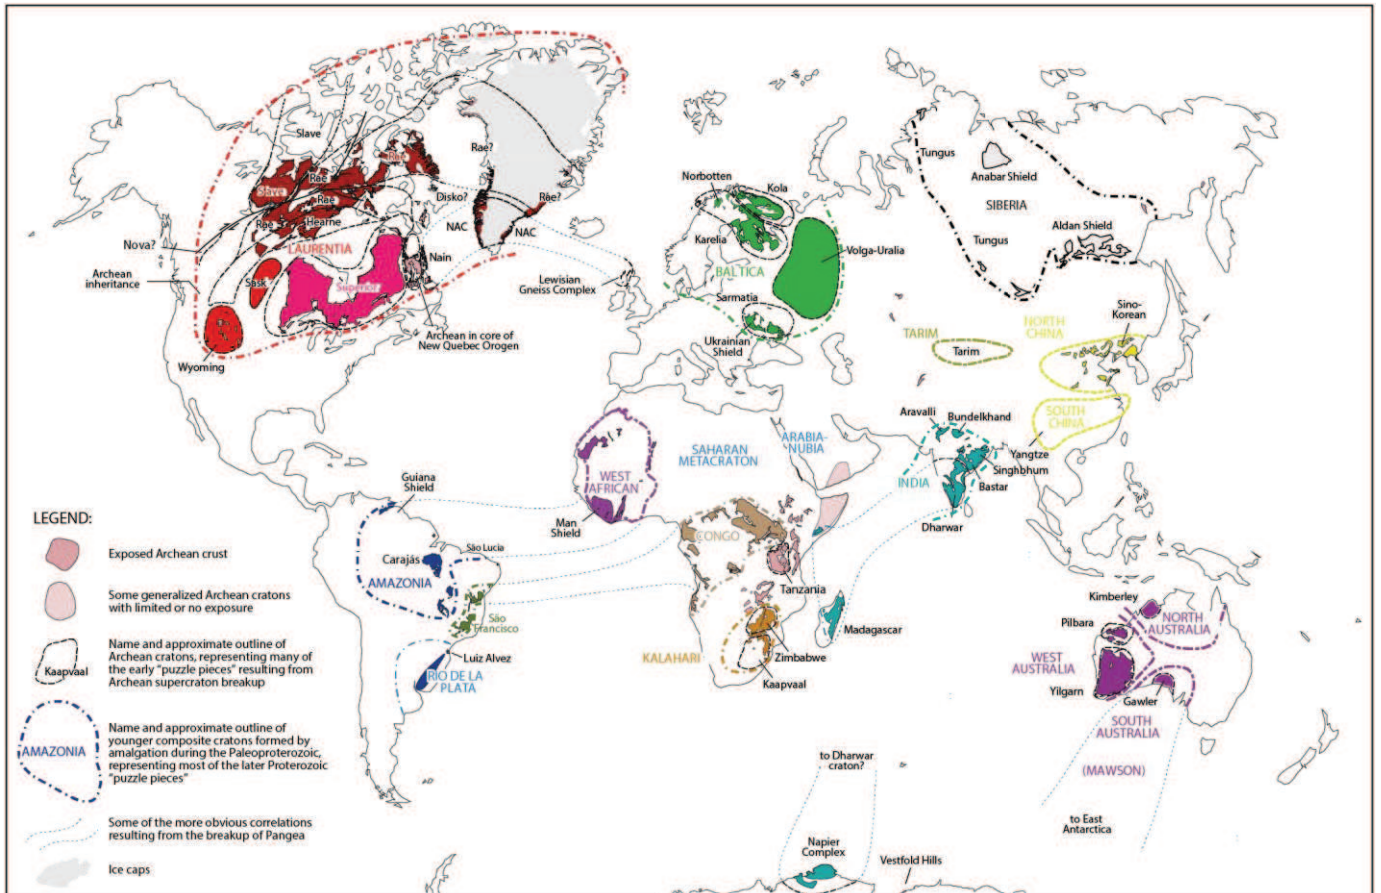 Slave
Rae
Rae?
Slave
Rae
Rae
Rae
Hearne
Disko?
Rae?
NAC
NAC
Nova?
LAURENTIA
Nain
Archean
inheritance
Sask
Superior
Lewisian
Gneiss Complex
Archean in core of
New Quebec Orogen
Wyoming
Norbotten
Kola
Karelia
Volga-Uralia
BALTICA
Sarmatia
Ukrainian
Shield
Tungus
Anabar Shield
SIBERIA
Tungus
Aldan Shield
Sino-
Korean
NORTH
CHINA
TARIM
Tarim
SOUTH
CHINA
Yangtze
Aravalli
Bundelkhand
Singhbhum
Bastar
INDIA
Dharwar
SAHARAN
METACRATON
ARABIA-
NUBIA
WEST
AFRICAN
Man
Shield
CONGO
Tanzania
Madagascar
KALAHARI
Zimbabwe
Kaapvaal
Guiana
Shield
São Lucia
Carajás
AMAZONIA
São
Francisco
Luiz Alvez
RIO DE LA
PLATA
Kimberley
NORTH
AUSTRALIA
Pilbara
WEST
AUSTRALIA
Yilgarn
Gawler
SOUTH
AUSTRALIA
(MAWSON)
to East
Antarctica
to Dharwar
craton?
Napier
Complex
Vestfold Hills
LEGEND:
Exposed Archean crust
Some generalized Archean cratons
with limited or no exposure
Kaapvaal
Name and approximate outline of
Archean cratons, representing many of
the early "puzzle pieces" resulting from
Archean supercraton breakup
AMAZONIA
Name and approximate outline of
younger composite cratons formed by
amalgation during the Paleoproterozoic,
representing most of the later Proterozoic
"puzzle pieces"
Some of the more obvious correlations
resulting from the breakup of Pangea
Ice caps